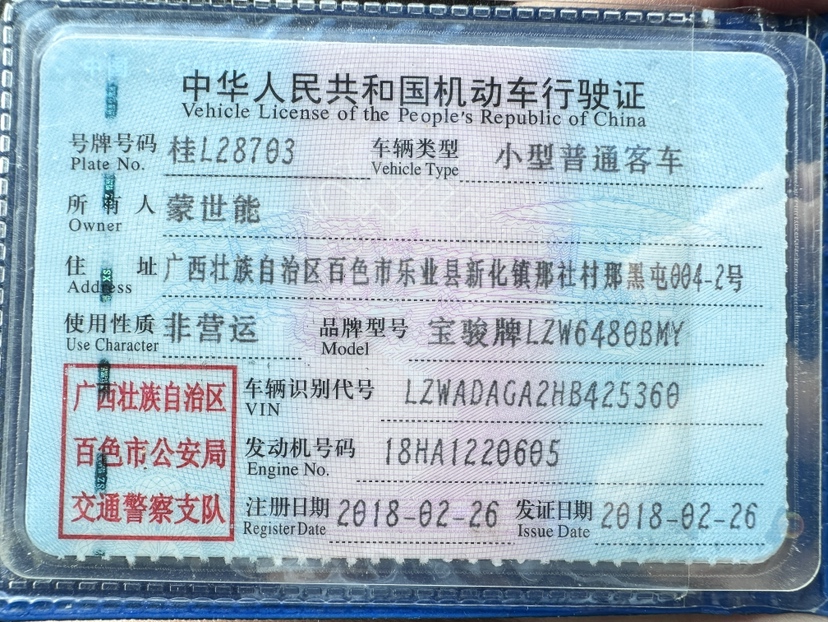 中华人民共和国机动车行驶证
Vehicle License of the People's Republic of China
号牌号码 桂L28703 车辆类型 小型普通客车
Plate No. Vehicle Type
所有人 蒙世能
Owner
住址 广西壮族自治区百色市乐业县新化镇那社村那黑屯004-2号
Address
使用性质 非营运 品牌型号 宝骏牌LZW6480BMY
Use Character Model
广西壮族自治区 车辆识别代号 LZWADAGA2HB425360
VIN
百色市公安局 发动机号码 18HA1220605
Engine No.
交通警察支队 注册日期 2018-02-26 发证日期 2018-02-26
Register Date Issue Date